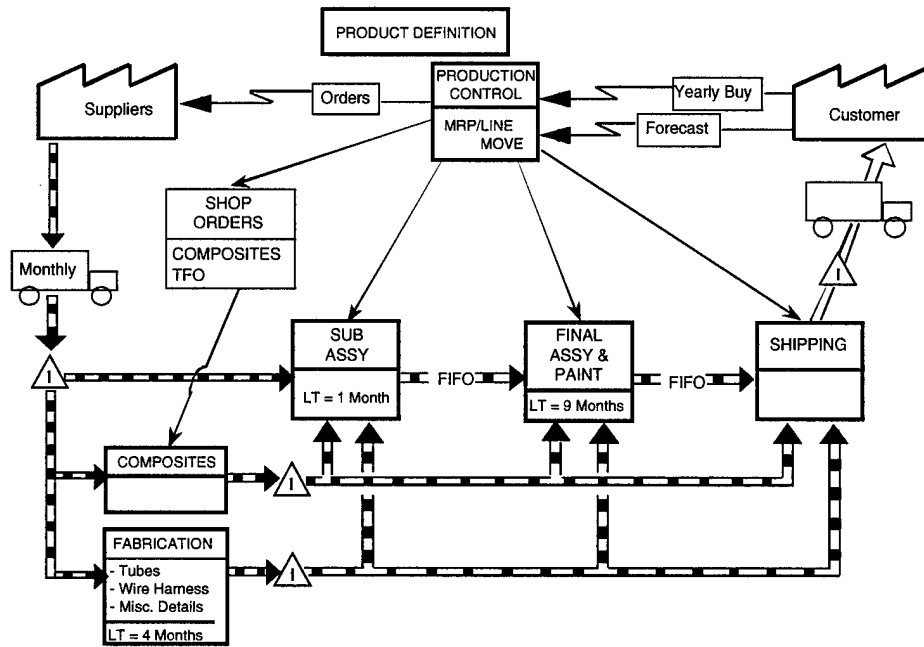 PRODUCT DEFINITION
Suppliers
Orders
PRODUCTION
CONTROL
MRP/LINE
MOVE
Yearly Buy
Forecast
Customer
SHOP
ORDERS
COMPOSITES
TFO
Monthly
I
I
SUB
ASSY
LT = 1 Month
FIFO
FINAL
ASSY &
PAINT
LT = 9 Months
FIFO
SHIPPING
COMPOSITES
I
FABRICATION
- Tubes
- Wire Harness
- Misc. Details
LT = 4 Months
I